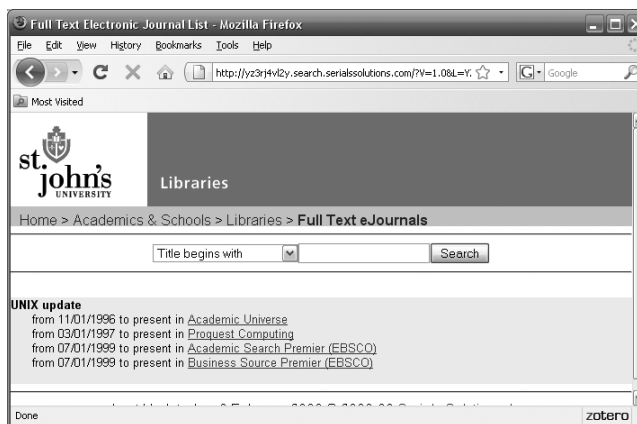 Full Text Electronic Journal List - Mozilla Firefox
File Edit View History Bookmarks Tools Help
http://yz3rj4vl2y.search.serialssolutions.com/?V=1.0&L=Y. G Google
Most Visited
st. john's
UNIVERSITY
Libraries
Home > Academics & Schools > Libraries > Full Text eJournals
Title begins with Search
UNIX update
from 11/01/1996 to present in Academic Universe
from 03/01/1997 to present in Proquest Computing
from 07/01/1999 to present in Academic Search Premier (EBSCO)
from 07/01/1999 to present in Business Source Premier (EBSCO)
Done zotero